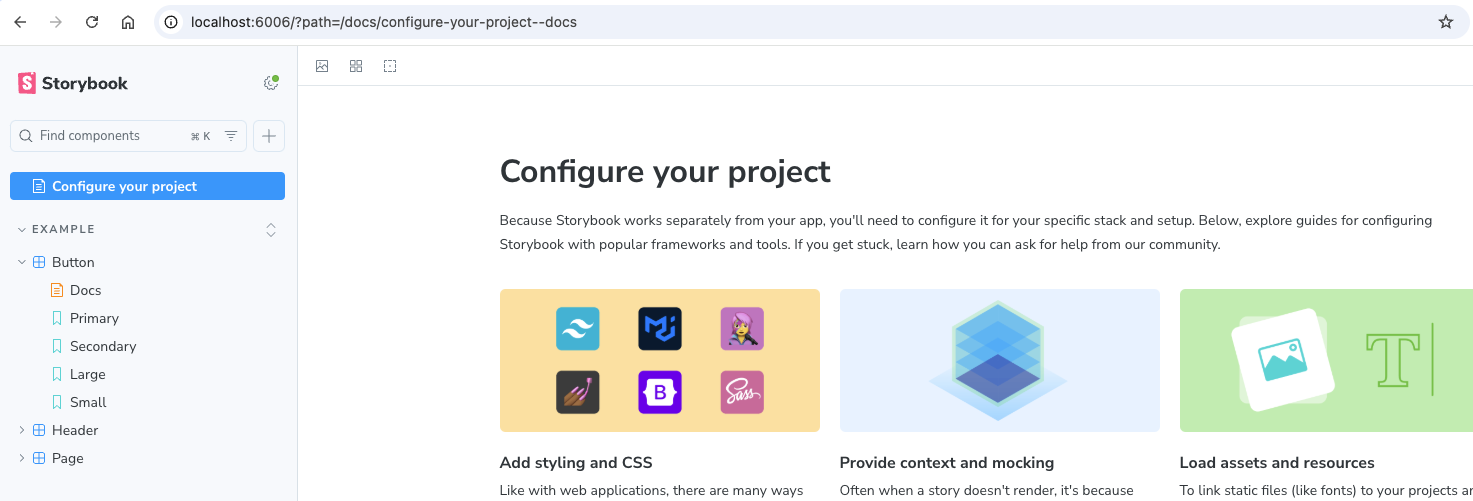 localhost:6006/?path=/docs/configure-your-project--docs
S Storybook
Find components ⌘ K
Configure your project
EXAMPLE
Button
Docs
Primary
Secondary
Large
Small
Header
Page
Configure your project
Because Storybook works separately from your app, you'll need to configure it for your specific stack and setup. Below, explore guides for configuring
Storybook with popular frameworks and tools. If you get stuck, learn how you can ask for help from our community.
B
Sass
T
Add styling and CSS
Like with web applications, there are many ways
Provide context and mocking
Often when a story doesn't render, it's because
Load assets and resources
To link static files (like fonts) to your projects